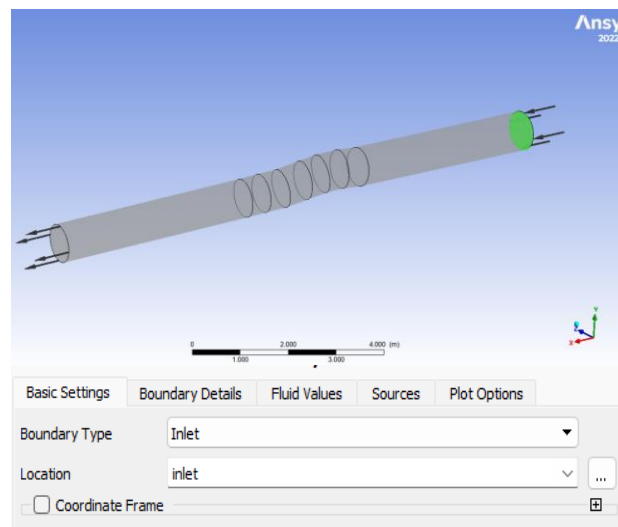 Ansy
2022
Y
Z
X
0 2.000 4.000 (m)
1.000 3.000
Basic Settings Boundary Details Fluid Values Sources Plot Options
Boundary Type Inlet
Location inlet ...
Coordinate Frame